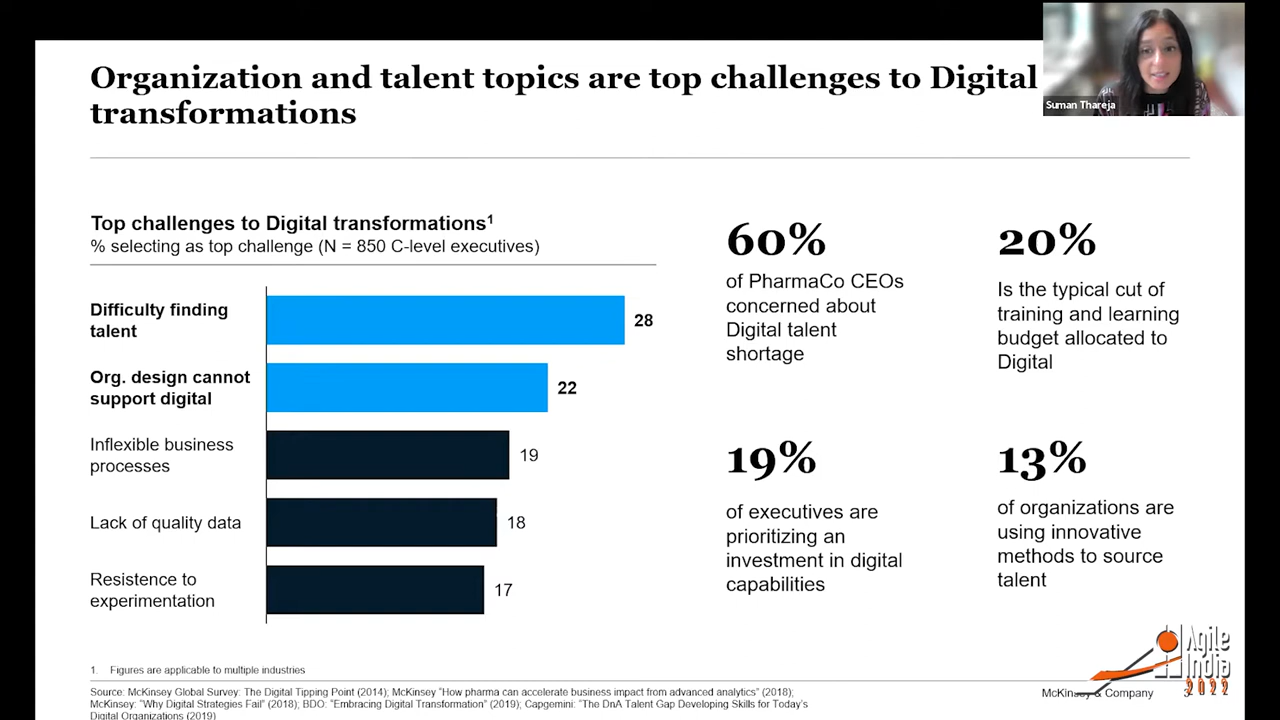 Organization and talent topics are top challenges to Digital
transformations
Suman Thareja
Top challenges to Digital transformations¹
% selecting as top challenge (N = 850 C-level executives)
Difficulty finding
talent
28
Org. design cannot
support digital
22
Inflexible business
processes
19
Lack of quality data
18
Resistence to
experimentation
17
60%
of PharmaCo CEOs
concerned about
Digital talent
shortage
20%
Is the typical cut of
training and learning
budget allocated to
Digital
19%
of executives are
prioritizing an
investment in digital
capabilities
13%
of organizations are
using innovative
methods to source
talent
1. Figures are applicable to multiple industries
Source: McKinsey Global Survey: The Digital Tipping Point (2014); McKinsey "How pharma can accelerate business impact from advanced analytics" (2018);
McKinsey: "Why Digital Strategies Fail" (2018); BDO: "Embracing Digital Transformation" (2019); Capgemini: "The DnA Talent Gap Developing Skills for Today's
Digital Organizations (2019)
McKinsey & Company
Agile
India
2022